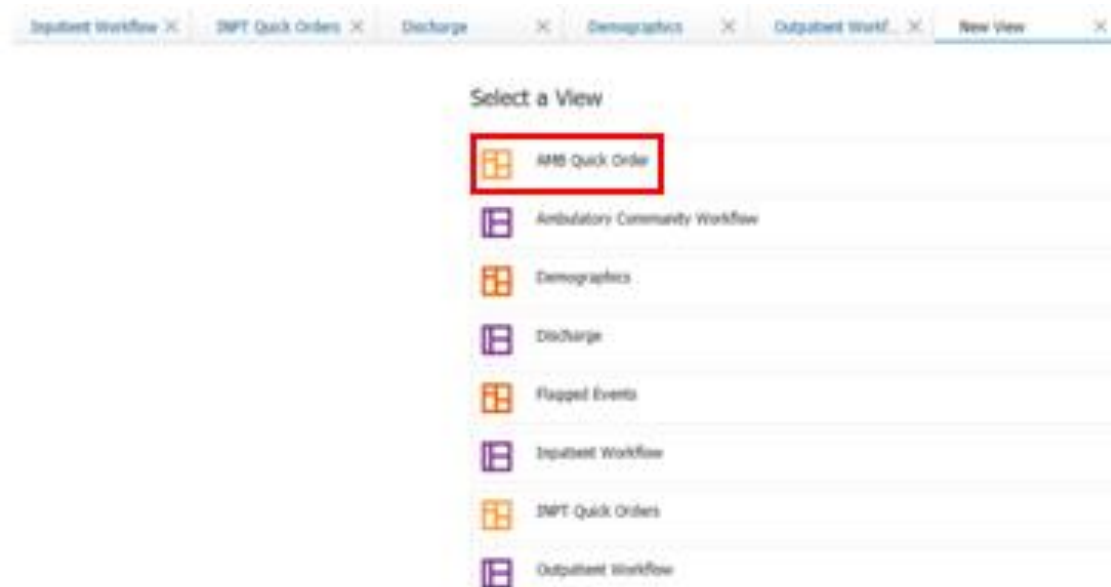 Inpatient Workflow INPT Quick Orders Discharge Demographics Outpatient Workf... New View
Select a View
AMB Quick Order
Ambulatory Community Workflow
Demographics
Discharge
Flagged Events
Inpatient Workflow
INPT Quick Orders
Outpatient Workflow